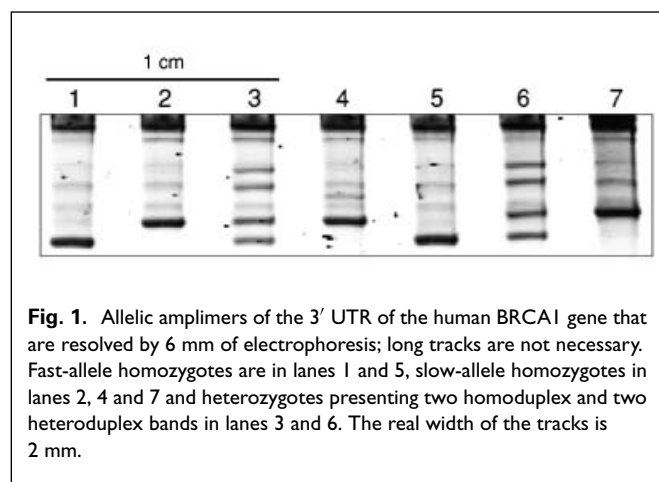 1 cm
1 2 3 4 5 6 7
Fig. 1. Allelic amplimers of the 3′ UTR of the human BRCA1 gene that
are resolved by 6 mm of electrophoresis; long tracks are not necessary.
Fast-allele homozygotes are in lanes 1 and 5, slow-allele homozygotes in
lanes 2, 4 and 7 and heterozygotes presenting two homoduplex and two
heteroduplex bands in lanes 3 and 6. The real width of the tracks is
2 mm.